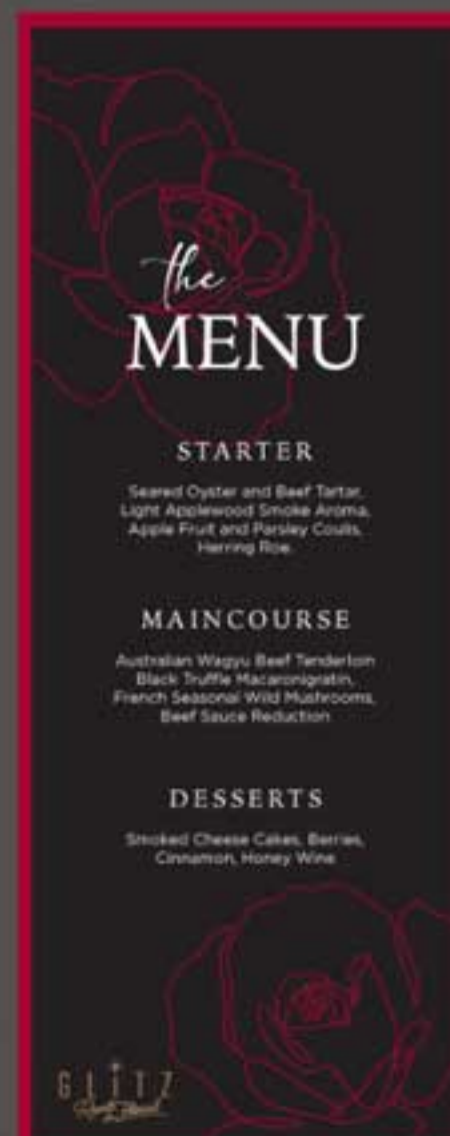 the
MENU
STARTER
Seared Oyster and Beef Tartar,
Light Applewood Smoke Aroma,
Apple Fruit and Parsley Coulis,
Herring Roe.
MAINCOURSE
Australian Wagyu Beef Tenderloin
Black Truffle Macaronigratin,
French Seasonal Wild Mushrooms,
Beef Sauce Reduction
DESSERTS
Smoked Cheese Cakes, Berries,
Cinnamon, Honey Wine
GLITZ